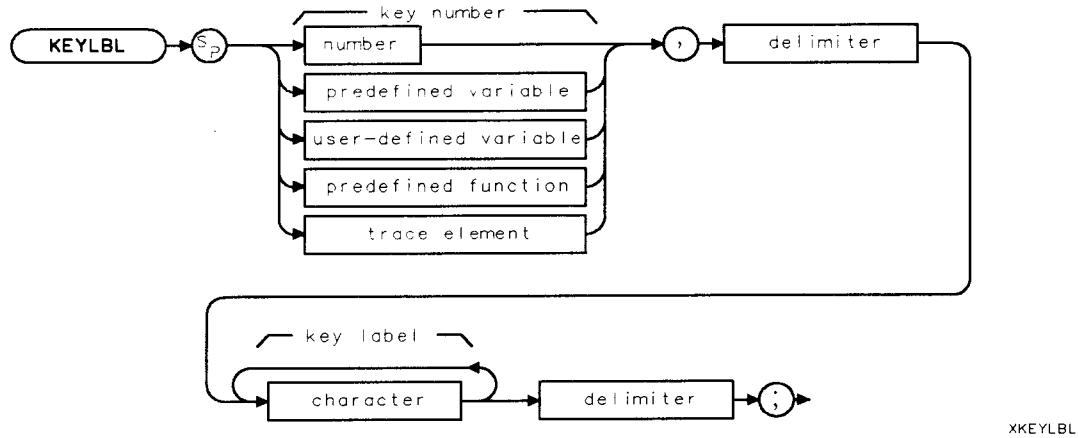 key number
KEYLBL
SP
number
,
delimiter
predefined variable
user-defined variable
predefined function
trace element
key label
character
delimiter
;
XKEYLBL